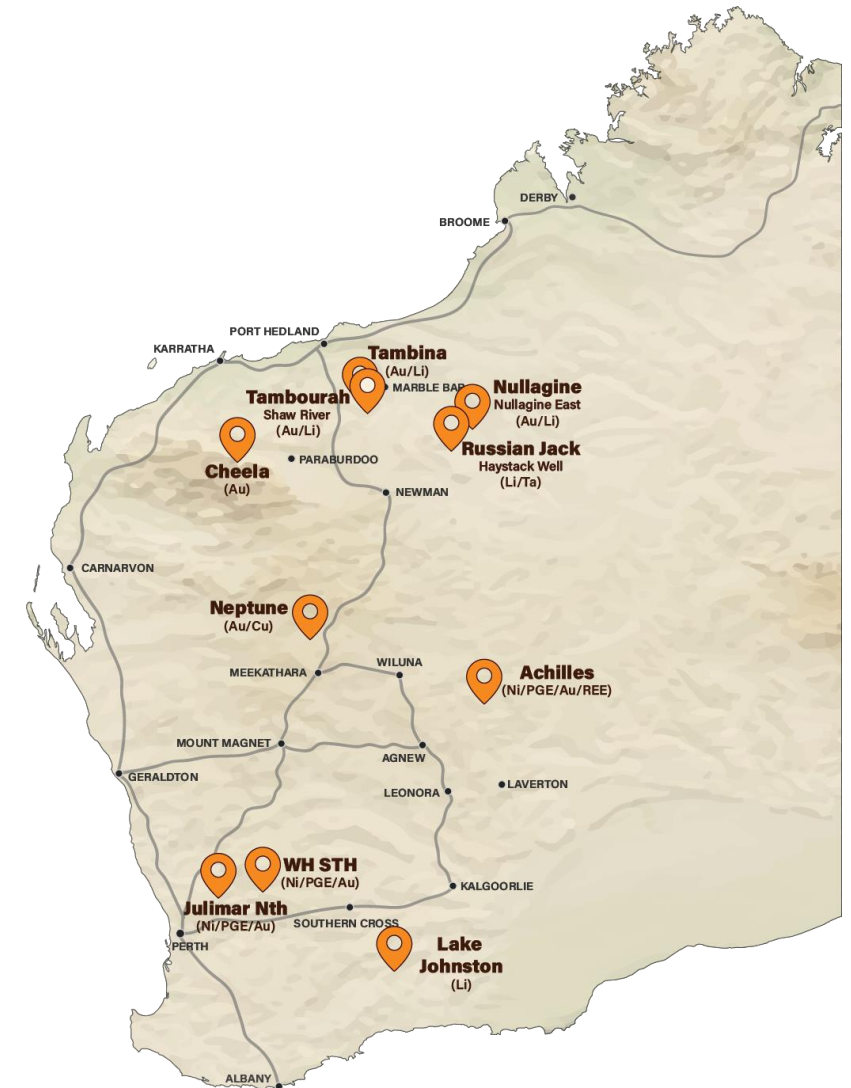 DERBY
BROOME
PORT HEDLAND
KARRATHA
Tambina
(Au/Li)
MARBLE BAR
Nullagine
Nullagine East
(Au/Li)
Tambourah
Shaw River
(Au/Li)
Russian Jack
Haystack Well
(Li/Ta)
Cheela
(Au)
PARABURDOO
NEWMAN
CARNARVON
Neptune
(Au/Cu)
MEEKATHARA
WILUNA
Achilles
(Ni/PGE/Au/REE)
MOUNT MAGNET
AGNEW
GERALDTON
LEONORA
LAVERTON
WH STH
(Ni/PGE/Au)
KALGOORLIE
Julimar Nth
(Ni/PGE/Au)
SOUTHERN CROSS
PERTH
Lake
Johnston
(Li)
ALBANY